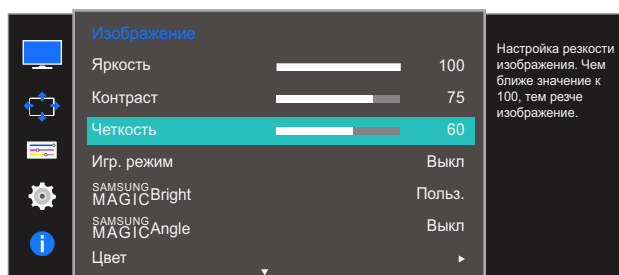 Изображение
Яркость 100
Контраст 75
Четкость 60
Игр. режим Выкл
SAMSUNG MAGIC Bright Польз.
SAMSUNG MAGIC Angle Выкл
Цвет
Настройка резкости
изображения. Чем
ближе значение к
100, тем резче
изображение.